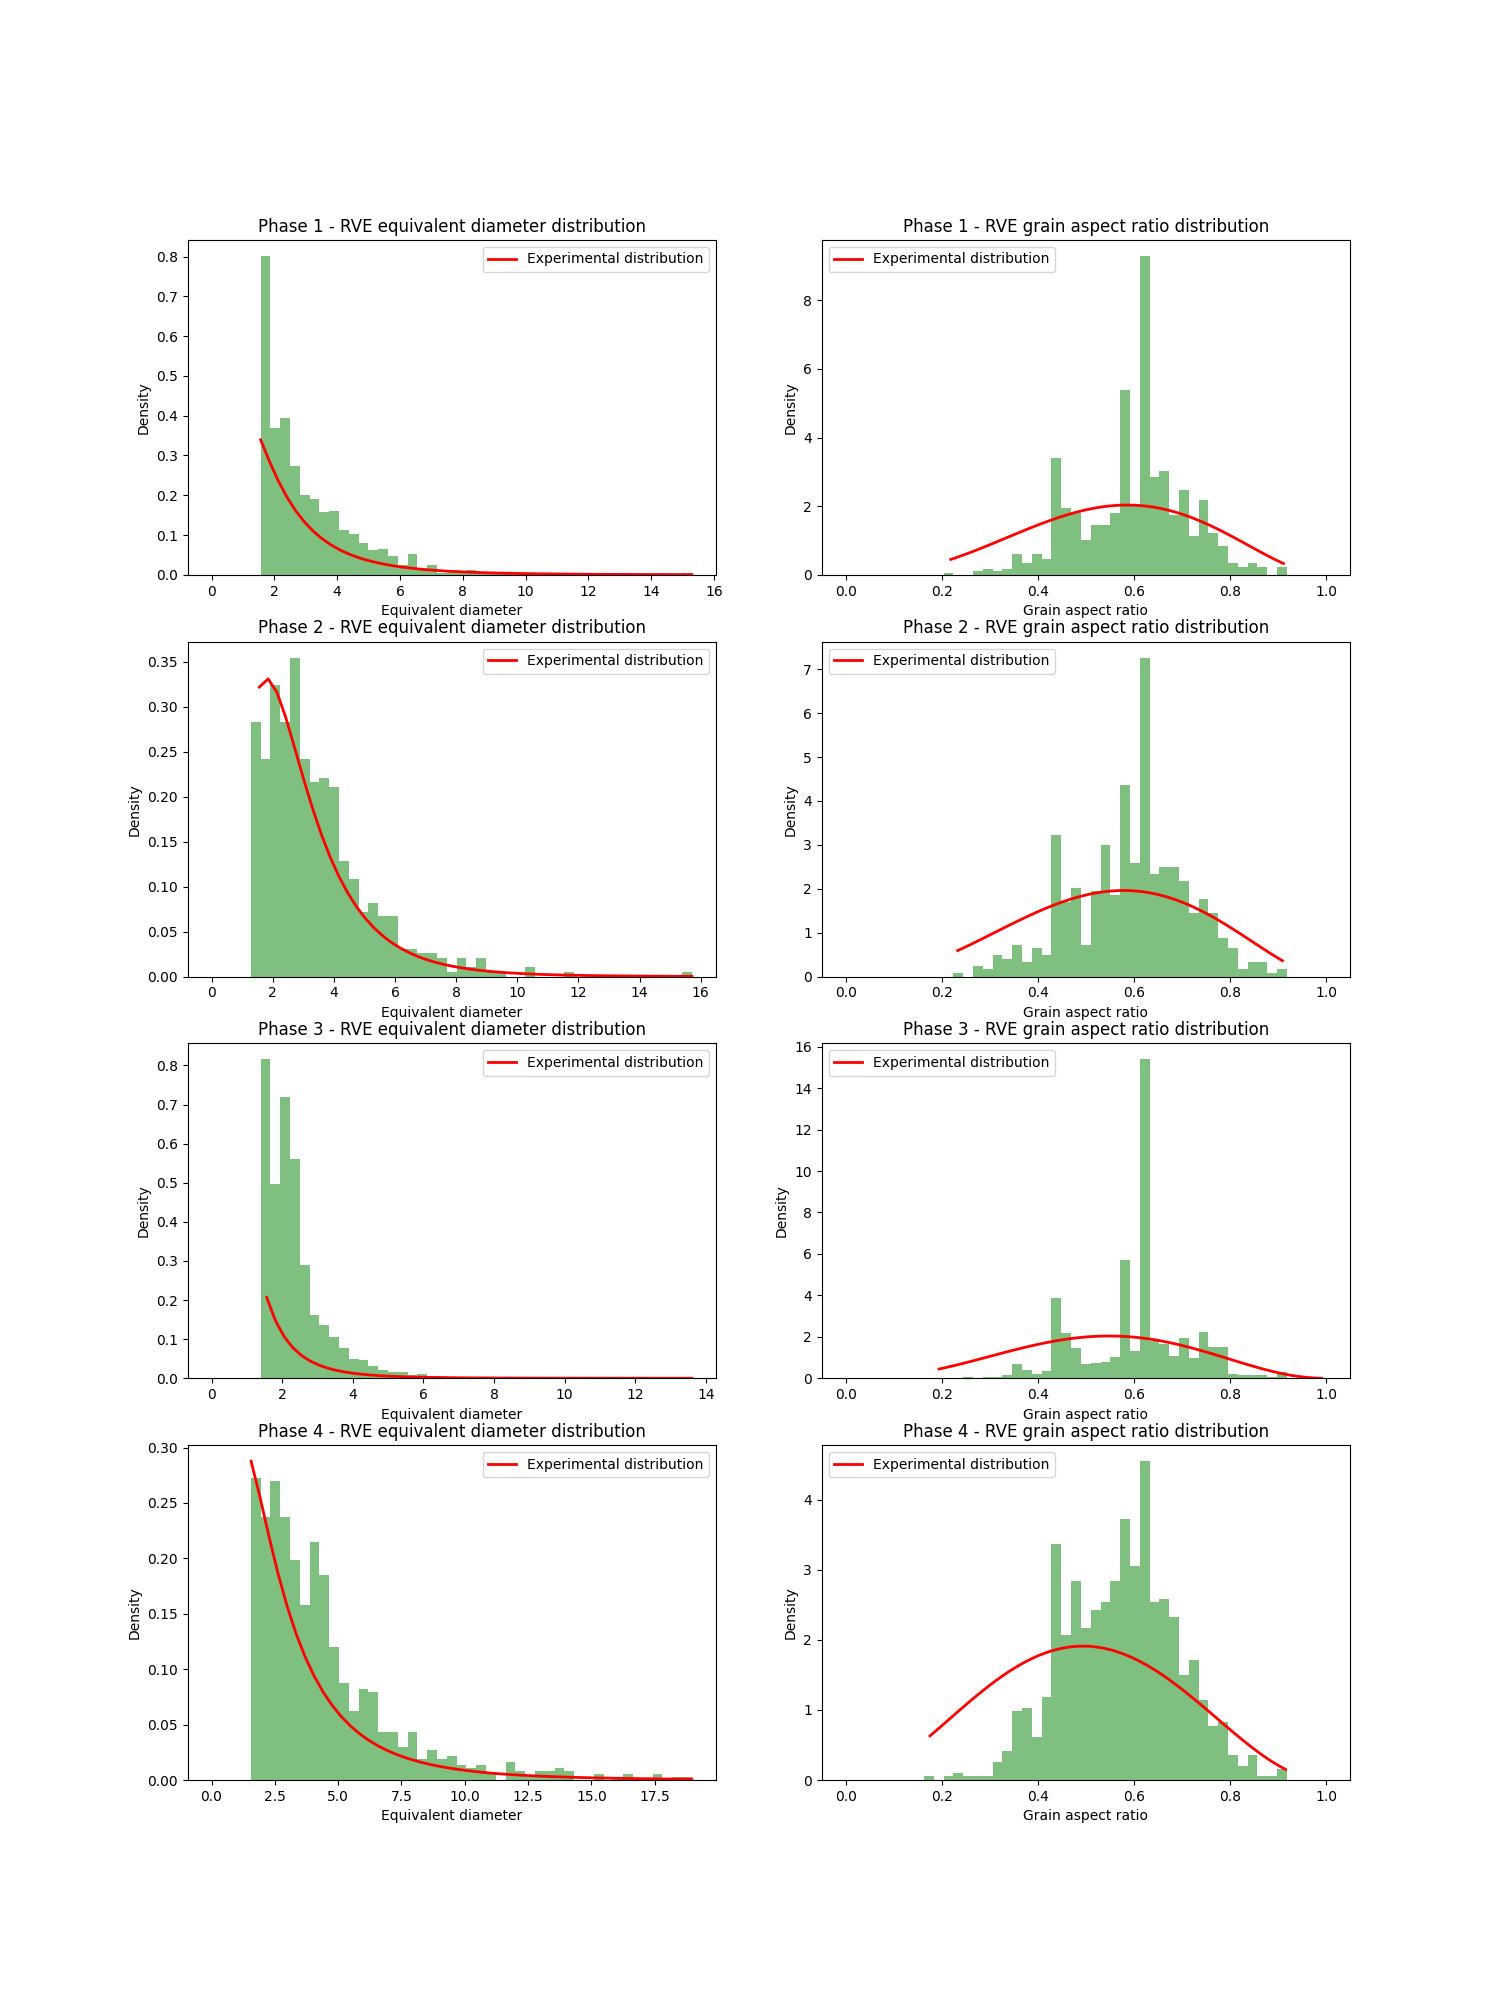 Phase 1 - RVE equivalent diameter distribution
Experimental distribution
Density
0.8
0.7
0.6
0.5
0.4
0.3
0.2
0.1
0.0
0 2 4 6 8 10 12 14 16
Equivalent diameter
Phase 1 - RVE grain aspect ratio distribution
Experimental distribution
Density
8
6
4
2
0
0.0 0.2 0.4 0.6 0.8 1.0
Grain aspect ratio
Phase 2 - RVE equivalent diameter distribution
Experimental distribution
Density
0.35
0.30
0.25
0.20
0.15
0.10
0.05
0.00
0 2 4 6 8 10 12 14 16
Equivalent diameter
Phase 2 - RVE grain aspect ratio distribution
Experimental distribution
Density
7
6
5
4
3
2
1
0
0.0 0.2 0.4 0.6 0.8 1.0
Grain aspect ratio
Phase 3 - RVE equivalent diameter distribution
Experimental distribution
Density
0.8
0.7
0.6
0.5
0.4
0.3
0.2
0.1
0.0
0 2 4 6 8 10 12 14
Equivalent diameter
Phase 3 - RVE grain aspect ratio distribution
Experimental distribution
Density
16
14
12
10
8
6
4
2
0
0.0 0.2 0.4 0.6 0.8 1.0
Grain aspect ratio
Phase 4 - RVE equivalent diameter distribution
Experimental distribution
Density
0.30
0.25
0.20
0.15
0.10
0.05
0.00
0.0 2.5 5.0 7.5 10.0 12.5 15.0 17.5
Equivalent diameter
Phase 4 - RVE grain aspect ratio distribution
Experimental distribution
Density
4
3
2
1
0
0.0 0.2 0.4 0.6 0.8 1.0
Grain aspect ratio